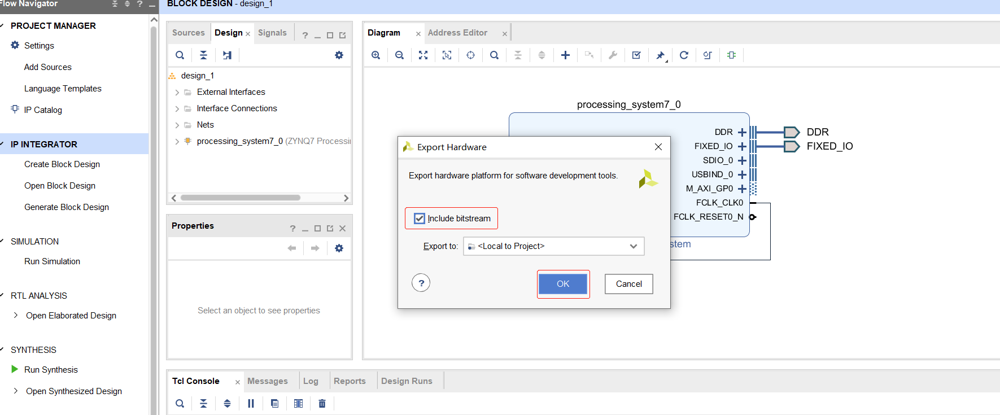 Flow Navigator
?
BLOCK DESIGN - design_1
PROJECT MANAGER
Settings
Add Sources
Language Templates
IP Catalog
IP INTEGRATOR
Create Block Design
Open Block Design
Generate Block Design
SIMULATION
Run Simulation
RTL ANALYSIS
Open Elaborated Design
SYNTHESIS
Run Synthesis
Open Synthesized Design
Sources
Design
Signals
?
design_1
External Interfaces
Interface Connections
Nets
processing_system7_0 (ZYNQ7 Processi
Properties
?
Select an object to see properties
Diagram
Address Editor
processing_system7_0
DDR
FIXED_IO
SDIO_0
USBIND_0
M_AXI_GP0
FCLK_CLK0
FCLK_RESET0_N
DDR
FIXED_IO
stem
Export Hardware
Export hardware platform for software development tools.
Include bitstream
Export to: <Local to Project>
?
OK
Cancel
Tcl Console
Messages
Log
Reports
Design Runs